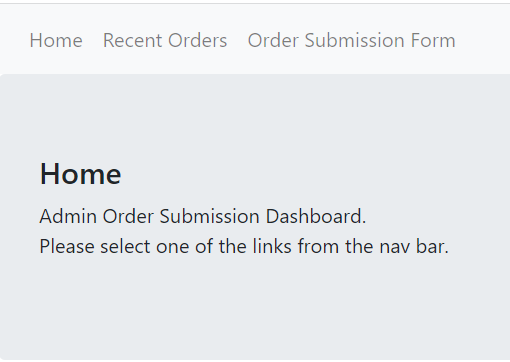 Home Recent Orders Order Submission Form
Home
Admin Order Submission Dashboard.
Please select one of the links from the nav bar.